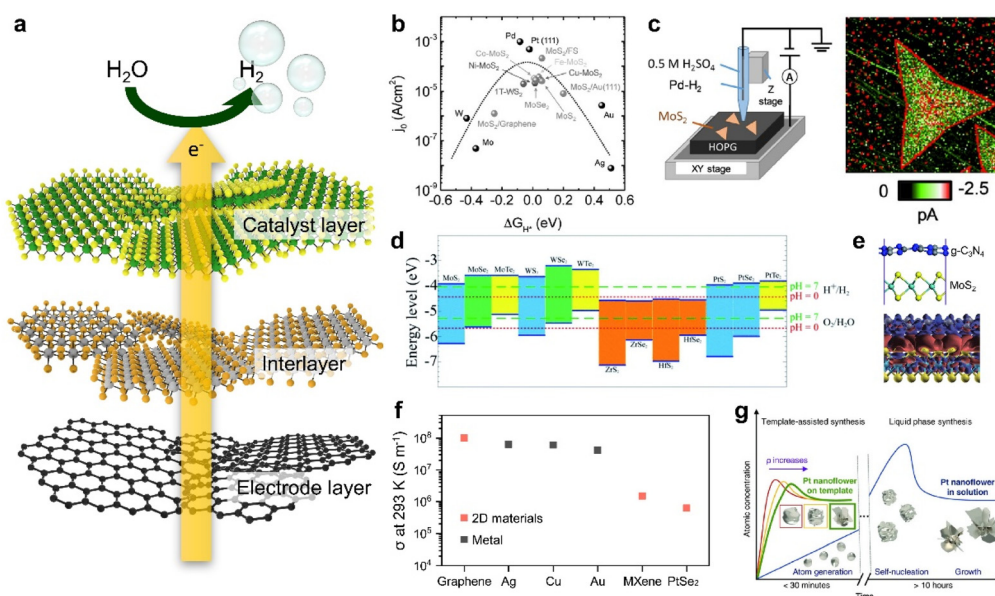 a
H₂O
H₂
e⁻
Catalyst layer
Interlayer
Electrode layer
b
j₀ (A/cm²)
10⁻³
10⁻⁵
10⁻⁷
10⁻⁹
Pd
Pt (111)
Co-MoS₂
MoS₂/FS
Fe-MoS₂
Ni-MoS₂
Cu-MoS₂
1T-WS₂
MoS₂/Au(111)
MoSe₂
MoS₂
W
MoS₂/Graphene
Au
Mo
Ag
-0.6 -0.4 -0.2 0.0 0.2 0.4 0.6
ΔG_H* (eV)
c
0.5 M H₂SO₄
Pd-H₂
Z
stage
A
MoS₂
HOPG
XY stage
0 -2.5
pA
d
Energy level (eV)
-3
-4
-5
-6
-7
MoS₂ MoSe₂ MoTe₂ WS₂ WSe₂ WTe₂ ZrS₂ ZrSe₂ HfS₂ HfSe₂ PtS₂ PtSe₂ PtTe₂
pH = 7
H⁺/H₂
pH = 0
pH = 7
O₂/H₂O
pH = 0
e
g-C₃N₄
MoS₂
f
σ at 293 K (S m⁻¹)
10⁸
10⁷
10⁶
10⁵
10⁴
2D materials
Metal
Graphene Ag Cu Au MXene PtSe₂
g
Template-assisted synthesis Liquid phase synthesis
Atomic concentration
ρ increases
Pt nanoflower
on template
Pt nanoflower
in solution
Atom generation Self-nucleation Growth
< 30 minutes > 10 hours
Time